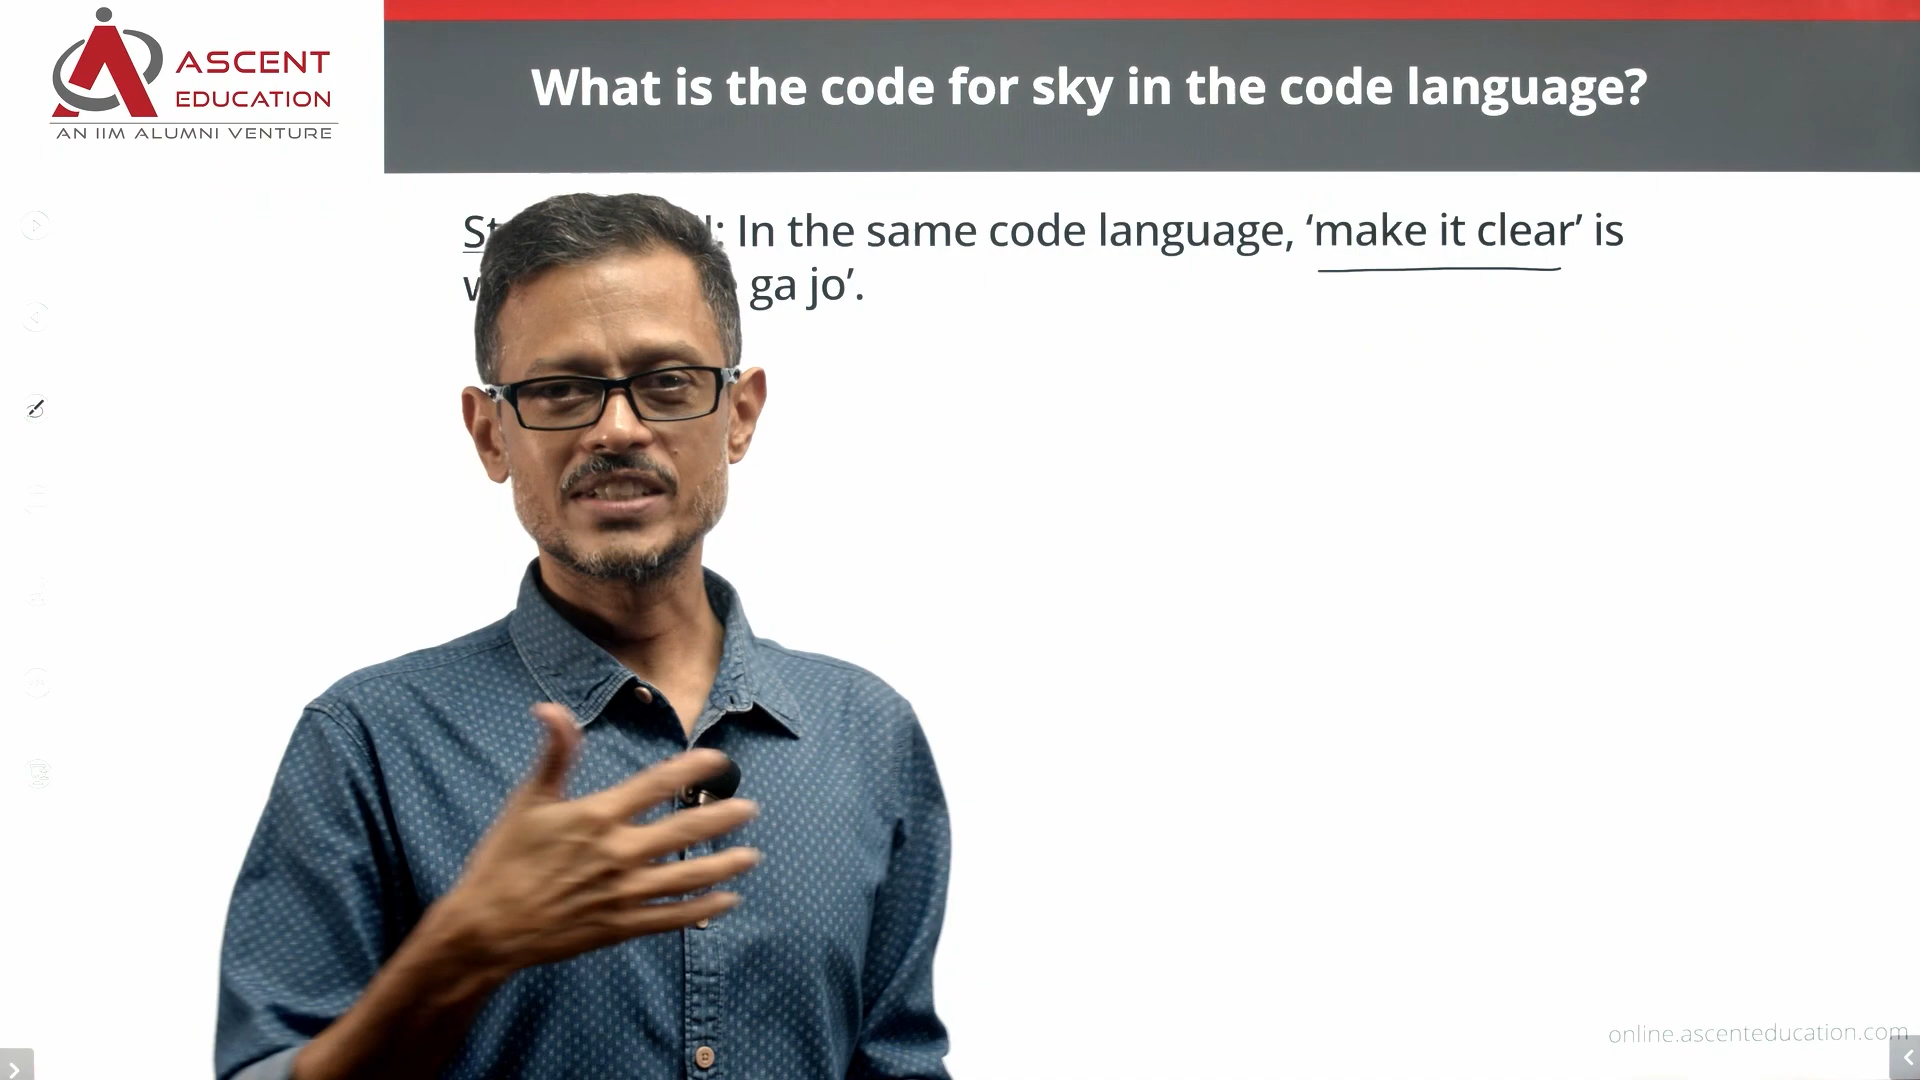 ASCENT
EDUCATION
AN IIM ALUMNI VENTURE
What is the code for sky in the code language?
In the same code language, ‘make it clear’ is
ga jo’.
online.ascenteducation.com